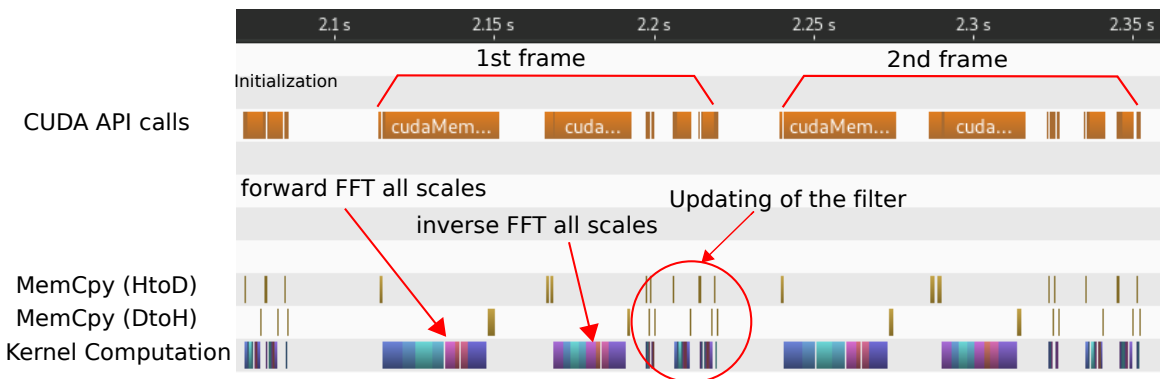 2.1 s 2.15 s 2.2 s 2.25 s 2.3 s 2.35 s
1st frame 2nd frame
Initialization
CUDA API calls cudaMem... cuda... cudaMem... cuda...
forward FFT all scales
Updating of the filter
inverse FFT all scales
MemCpy (HtoD)
MemCpy (DtoH)
Kernel Computation